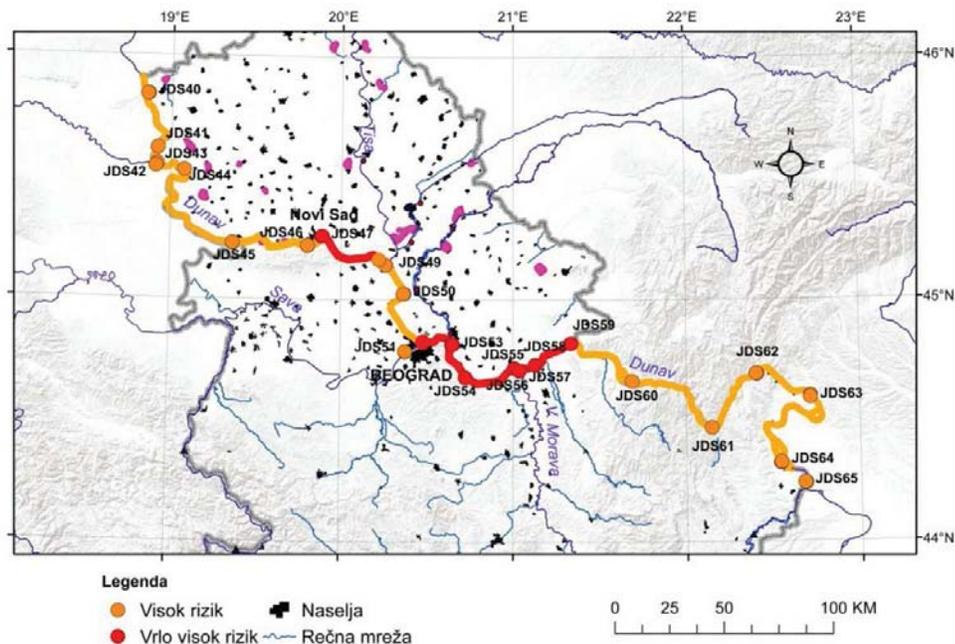 19°E 20°E 21°E 22°E 23°E
46°N
JDS40
JDS41
JDS43
JDS42
JDS44
Tisa
N
W E
S
Dunav
Novi Sad
JDS46
JDS47
JDS45
JDS49
45°N
JDS50
Sava
JDS59
JDS51
JDS53
JDS55
JDS58
BEOGRAD
JDS56
JDS57
JDS54
Dunav
JDS62
JDS60
JDS63
V. Morava
JDS61
JDS64
JDS65
44°N
Legenda
Visok rizik
Naselja
Vrlo visok rizik
Rečna mreža
0 25 50 100 KM